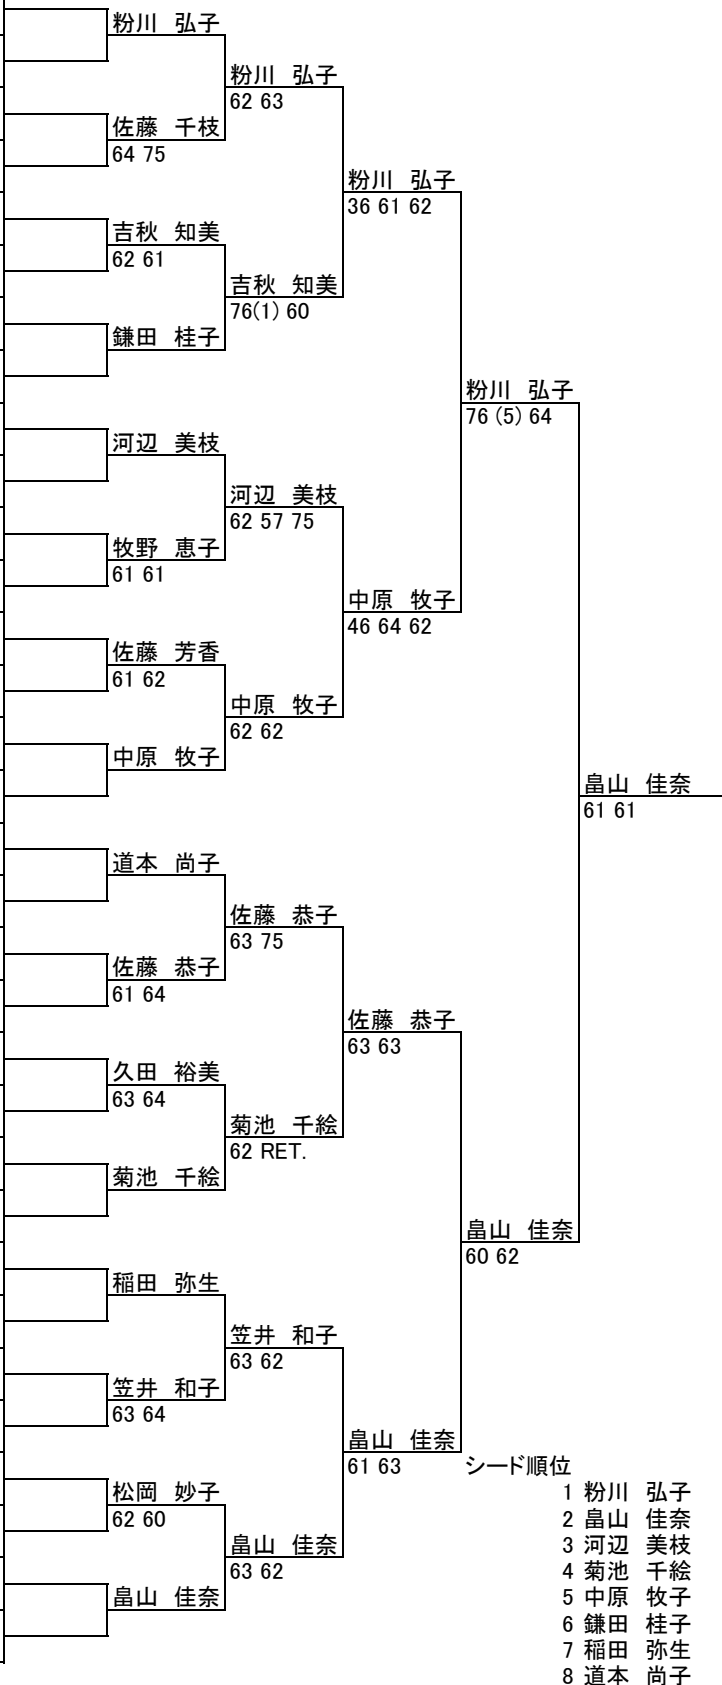 粉川　弘子
粉川　弘子
62 63
佐藤　千枝
64 75
粉川　弘子
36 61 62
吉秋　知美
62 61
吉秋　知美
76(1) 60
鎌田　桂子
粉川　弘子
76 (5) 64
河辺　美枝
河辺　美枝
62 57 75
牧野　恵子
61 61
中原　牧子
46 64 62
佐藤　芳香
61 62
中原　牧子
62 62
中原　牧子
畠山　佳奈
61 61
道本　尚子
佐藤　恭子
63 75
佐藤　恭子
61 64
佐藤　恭子
63 63
久田　裕美
63 64
菊池　千絵
62 RET.
菊池　千絵
畠山　佳奈
60 62
稲田　弥生
笠井　和子
63 62
笠井　和子
63 64
畠山　佳奈
61 63
シード順位
松岡　妙子
62 60
1 粉川　弘子
2 畠山　佳奈
畠山　佳奈
63 62
3 河辺　美枝
4 菊池　千絵
畠山　佳奈
5 中原　牧子
6 鎌田　桂子
7 稲田　弥生
8 道本　尚子